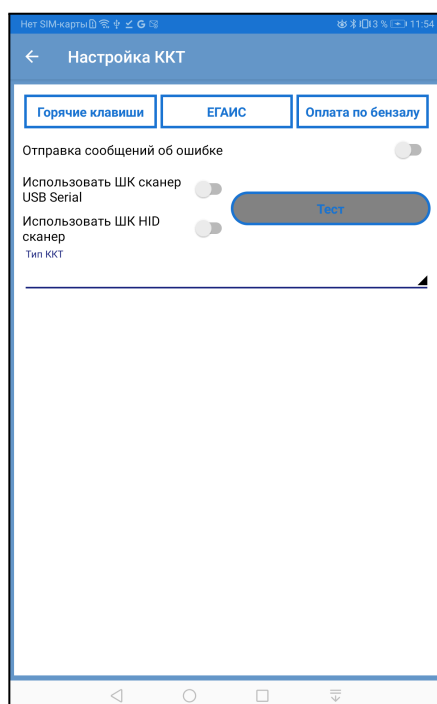 Нет SIM-карты G 3 % 11:54
Настройка ККТ
Горячие клавиши ЕГАИС Оплата по бензалу
Отправка сообщений об ошибке
Использовать ШК сканер
USB Serial
Тест
Использовать ШК HID
сканер
Тип ККТ